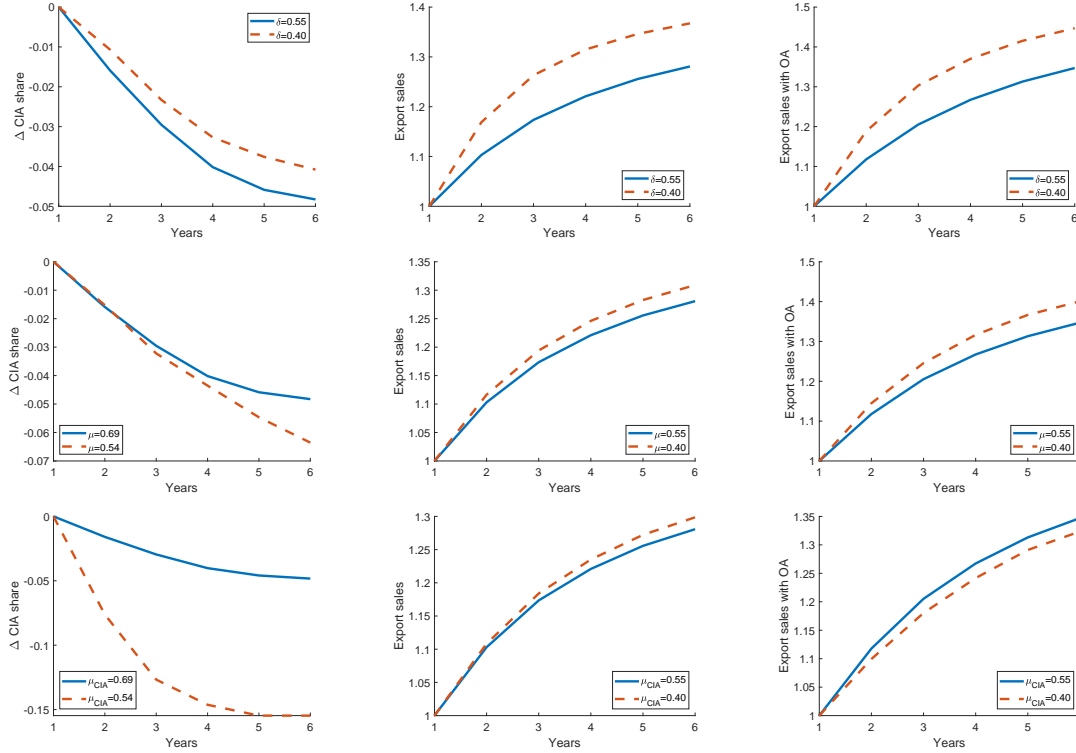 0
-0.01
-0.02
-0.03
-0.04
-0.05
Δ CIA share
1 2 3 4 5 6
Years
δ=0.55
δ=0.40
1.4
1.3
1.2
1.1
1
Export sales
1 2 3 4 5 6
Years
δ=0.55
δ=0.40
1.5
1.4
1.3
1.2
1.1
1
Export sales with OA
1 2 3 4 5 6
Years
δ=0.55
δ=0.40
0
-0.01
-0.02
-0.03
-0.04
-0.05
-0.06
-0.07
Δ CIA share
1 2 3 4 5 6
Years
μ=0.69
μ=0.54
1.35
1.3
1.25
1.2
1.15
1.1
1.05
1
Export sales
1 2 3 4 5 6
Years
μ=0.55
μ=0.40
1.5
1.4
1.3
1.2
1.1
1
Export sales with OA
1 2 3 4 5
Years
μ=0.55
μ=0.40
0
-0.05
-0.1
-0.15
Δ CIA share
1 2 3 4 5 6
Years
μCIA=0.69
μCIA=0.54
1.3
1.25
1.2
1.15
1.1
1.05
1
Export sales
1 2 3 4 5 6
Years
μCIA=0.55
μCIA=0.40
1.35
1.3
1.25
1.2
1.15
1.1
1.05
1
Export sales with OA
1 2 3 4 5
Years
μCIA=0.55
μCIA=0.40